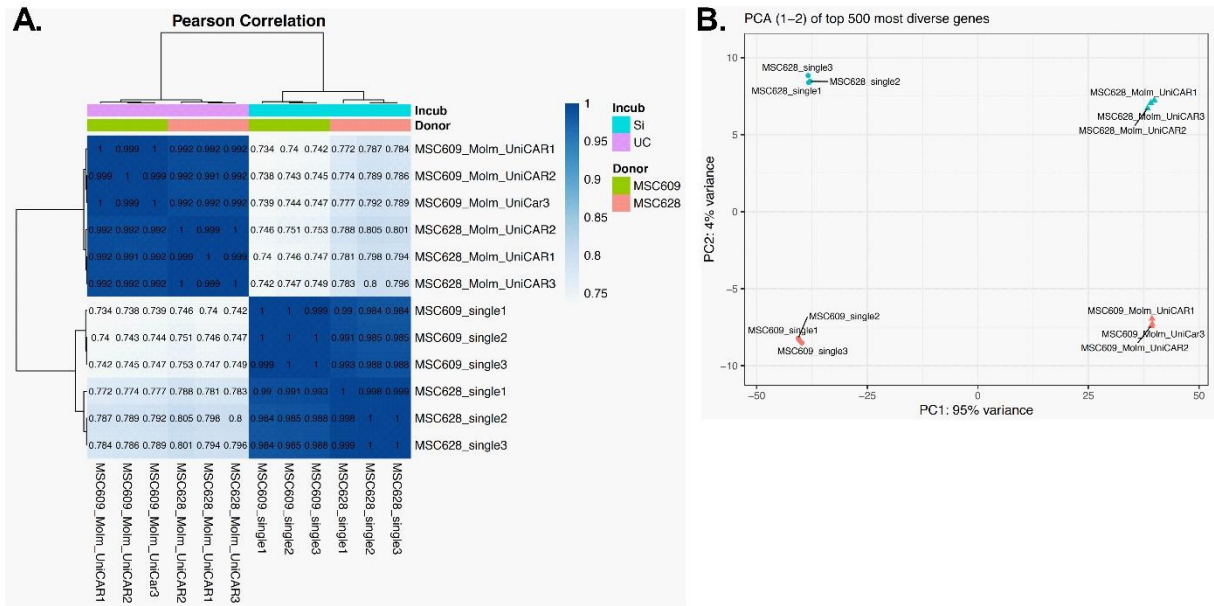 A.
Pearson Correlation
Incub
Donor
1 0.999 1 0.992 0.992 0.992 0.734 0.74 0.742 0.772 0.787 0.784 MSC609_Molm_UniCAR1
0.999 1 0.999 0.992 0.991 0.992 0.738 0.743 0.745 0.774 0.789 0.786 MSC609_Molm_UniCAR2
1 0.999 1 0.992 0.992 0.992 0.739 0.744 0.747 0.777 0.792 0.789 MSC609_Molm_UniCar3
0.992 0.992 0.992 1 0.999 1 0.746 0.751 0.753 0.788 0.805 0.801 MSC628_Molm_UniCAR2
0.992 0.991 0.992 0.999 1 0.999 0.74 0.746 0.747 0.781 0.798 0.794 MSC628_Molm_UniCAR1
0.992 0.992 0.992 1 0.999 1 0.742 0.747 0.749 0.783 0.8 0.796 MSC628_Molm_UniCAR3
0.734 0.738 0.739 0.746 0.74 0.742 1 1 0.999 0.99 0.984 0.984 MSC609_single1
0.74 0.743 0.744 0.751 0.746 0.747 1 1 1 0.991 0.985 0.985 MSC609_single2
0.742 0.745 0.747 0.753 0.747 0.749 0.999 1 1 0.993 0.988 0.988 MSC609_single3
0.772 0.774 0.777 0.788 0.781 0.783 0.99 0.991 0.993 1 0.998 0.999 MSC628_single1
0.787 0.789 0.792 0.805 0.798 0.8 0.984 0.985 0.988 0.998 1 1 MSC628_single2
0.784 0.786 0.789 0.801 0.794 0.796 0.984 0.985 0.988 0.999 1 1 MSC628_single3
MSC609_Molm_UniCAR1
MSC609_Molm_UniCAR2
MSC609_Molm_UniCar3
MSC628_Molm_UniCAR2
MSC628_Molm_UniCAR1
MSC628_Molm_UniCAR3
MSC609_single1
MSC609_single2
MSC609_single3
MSC628_single1
MSC628_single2
MSC628_single3
1
0.95
0.9
0.85
0.8
0.75
Incub
Si
UC
Donor
MSC609
MSC628
B.
PCA (1-2) of top 500 most diverse genes
PC2: 4% variance
10
5
0
−5
−10
MSC628_single3
MSC628_single2
MSC628_single1
MSC628_Molm_UniCAR1
MSC628_Molm_UniCAR3
MSC628_Molm_UniCAR2
MSC609_single2
MSC609_single1
MSC609_single3
MSC609_Molm_UniCAR1
MSC609_Molm_UniCar3
MSC609_Molm_UniCAR2
−50 −25 0 25 50
PC1: 95% variance